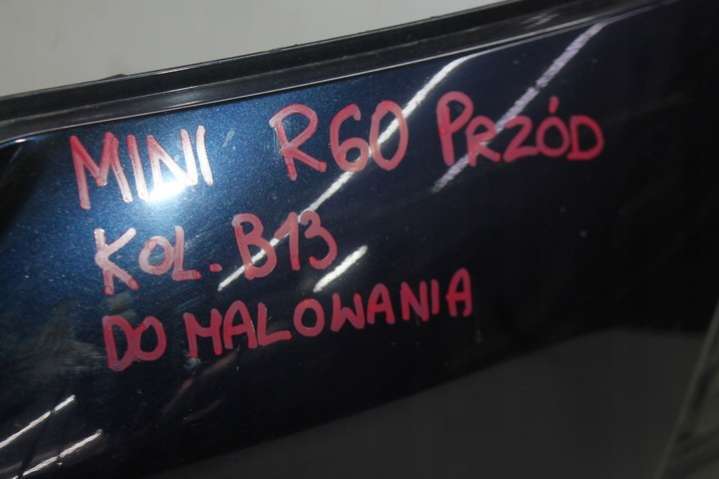 MINI R60 PRZÓD
KOL. B13
DO MALOWANIA